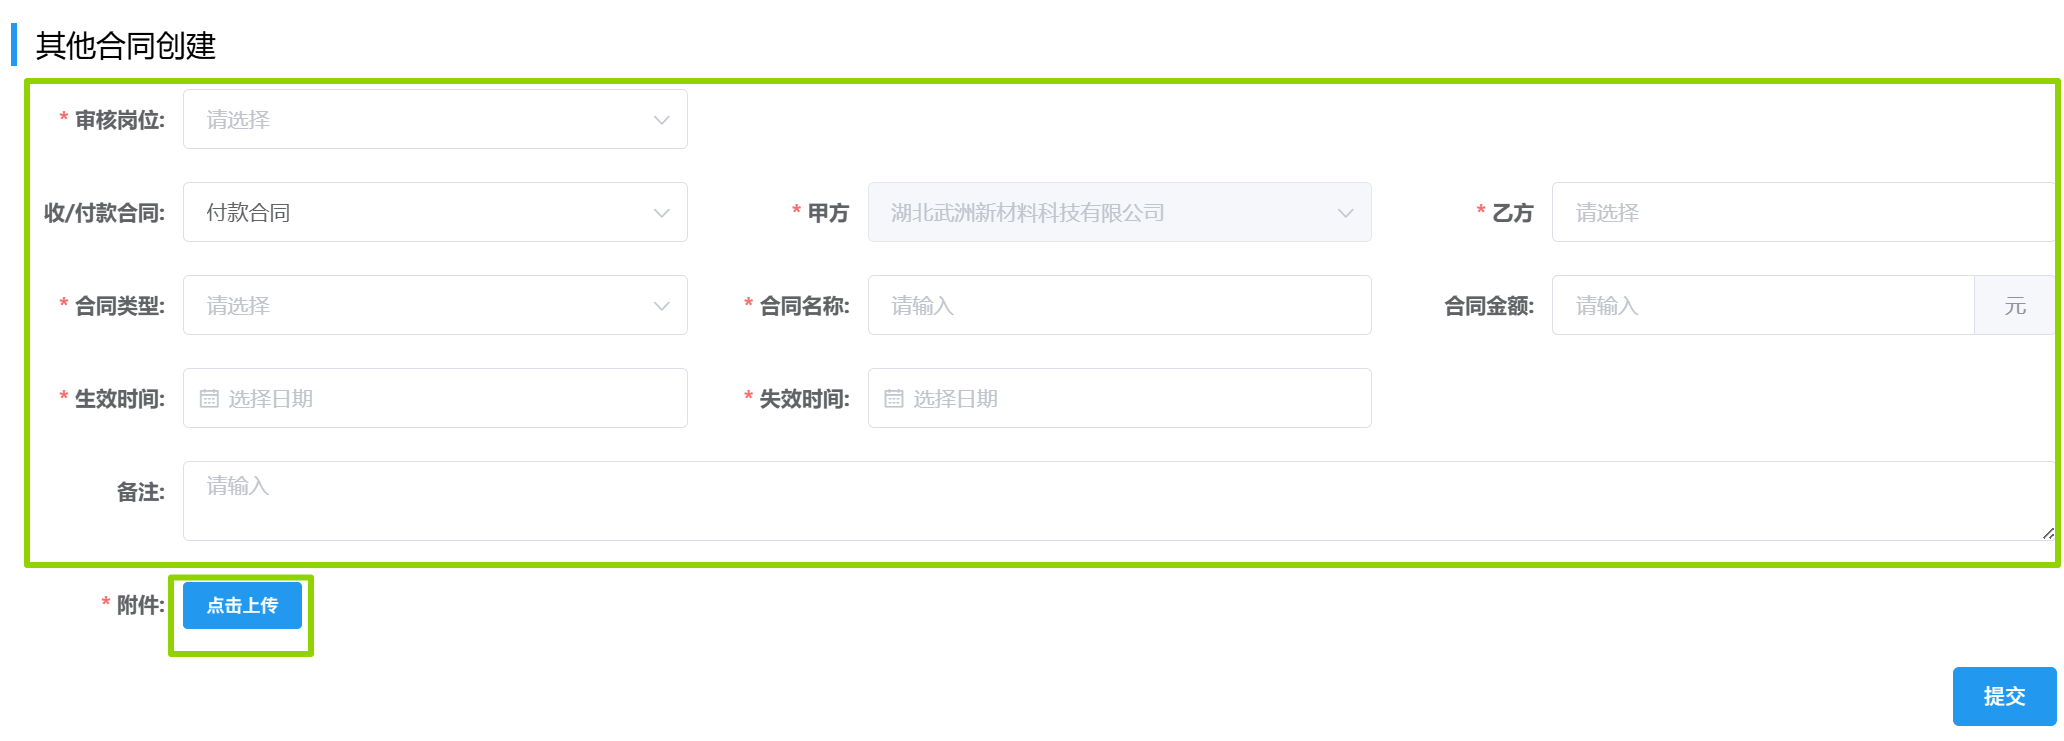 其他合同创建
* 审核岗位: 请选择
收/付款合同: 付款合同 * 甲方 湖北武洲新材料科技有限公司 * 乙方 请选择
* 合同类型: 请选择 * 合同名称: 请输入 合同金额: 请输入 元
* 生效时间: 选择日期 * 失效时间: 选择日期
备注: 请输入
* 附件: 点击上传
提交